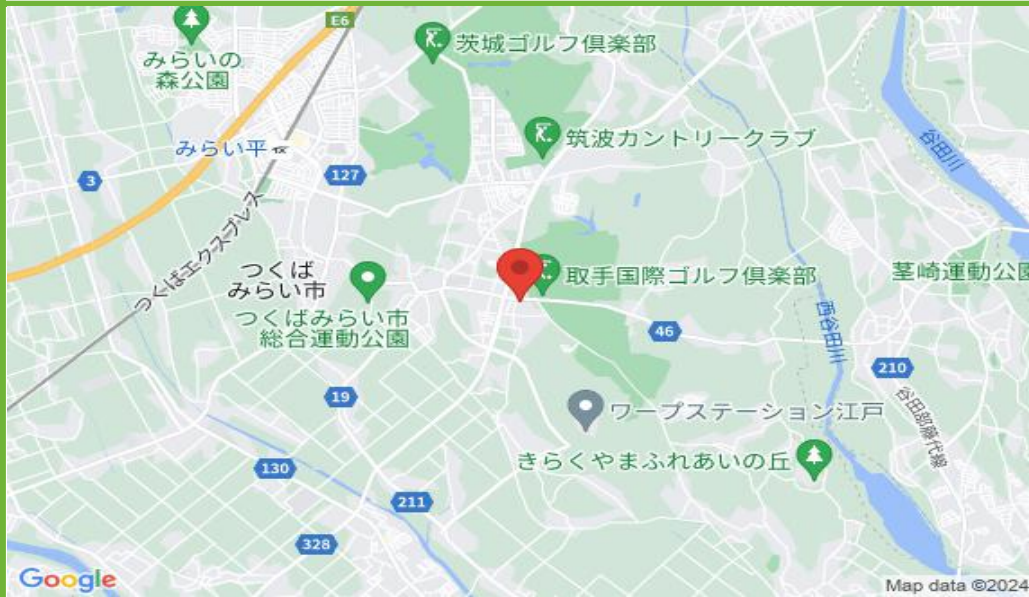 E6
茨城ゴルフ倶楽部
みらいの
森公園
筑波カントリークラブ
みらい平
谷田川
3
127
つくばエクスプレス
つくば
みらい市
取手国際ゴルフ倶楽部
茎崎運動公園
つくばみらい市
総合運動公園
46
西谷田川
210
19
ワープステーション江戸
谷田部藤代線
きらくやまふれあいの丘
130
211
328
Google
Map data ©2024